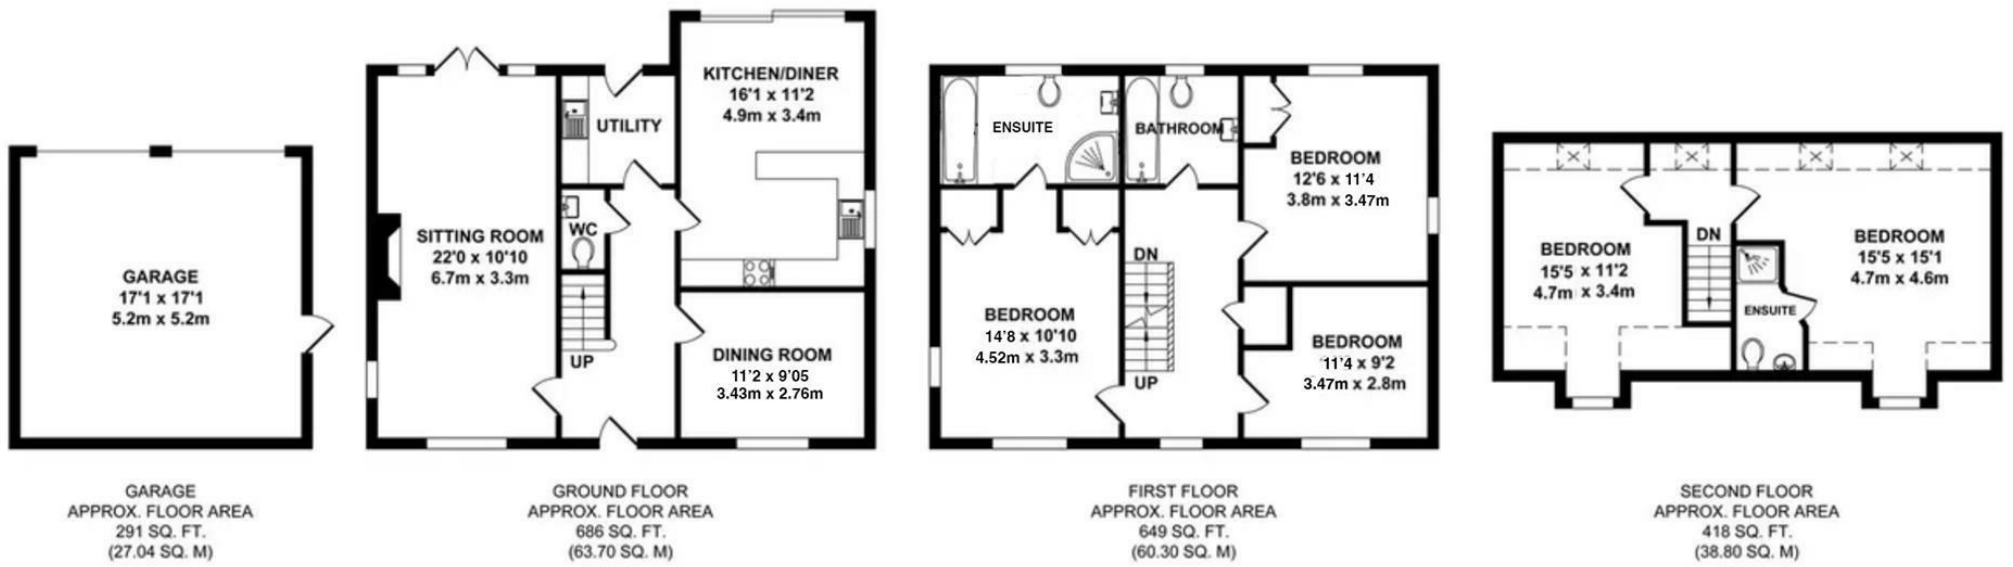 GARAGE
17'1 x 17'1
5.2m x 5.2m
GARAGE
APPROX. FLOOR AREA
291 SQ. FT.
(27.04 SQ. M)
KITCHEN/DINER
16'1 x 11'2
4.9m x 3.4m
UTILITY
WC
SITTING ROOM
22'0 x 10'10
6.7m x 3.3m
UP
DINING ROOM
11'2 x 9'05
3.43m x 2.76m
GROUND FLOOR
APPROX. FLOOR AREA
686 SQ. FT.
(63.70 SQ. M)
ENSUITE
BATHROOM
BEDROOM
12'6 x 11'4
3.8m x 3.47m
DN
BEDROOM
14'8 x 10'10
4.52m x 3.3m
UP
BEDROOM
11'4 x 9'2
3.47m x 2.8m
FIRST FLOOR
APPROX. FLOOR AREA
649 SQ. FT.
(60.30 SQ. M)
BEDROOM
15'5 x 11'2
4.7m x 3.4m
DN
BEDROOM
15'5 x 15'1
4.7m x 4.6m
ENSUITE
SECOND FLOOR
APPROX. FLOOR AREA
418 SQ. FT.
(38.80 SQ. M)